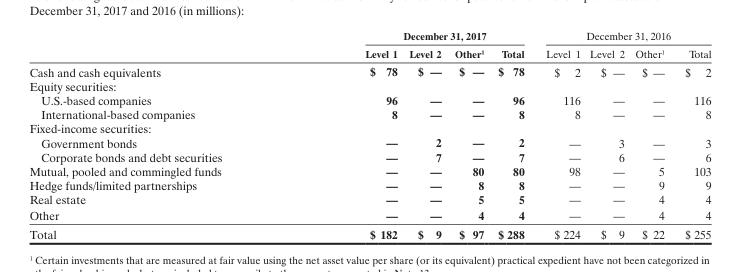 December 31, 2017 and 2016 (in millions):
December 31, 2017 December 31, 2016
Level 1 Level 2 Other¹ Total Level 1 Level 2 Other¹ Total
Cash and cash equivalents $ 78 $ — $ — $ 78 $ 2 $ — $ — $ 2
Equity securities:
U.S.-based companies 96 — — 96 116 — — 116
International-based companies 8 — — 8 8 — — 8
Fixed-income securities:
Government bonds — 2 — 2 — 3 — 3
Corporate bonds and debt securities — 7 — 7 — 6 — 6
Mutual, pooled and commingled funds — — 80 80 98 — 5 103
Hedge funds/limited partnerships — — 8 8 — — 9 9
Real estate — — 5 5 — — 4 4
Other — — 4 4 — — 4 4
Total $ 182 $ 9 $ 97 $ 288 $ 224 $ 9 $ 22 $ 255
¹ Certain investments that are measured at fair value using the net asset value per share (or its equivalent) practical expedient have not been categorized in